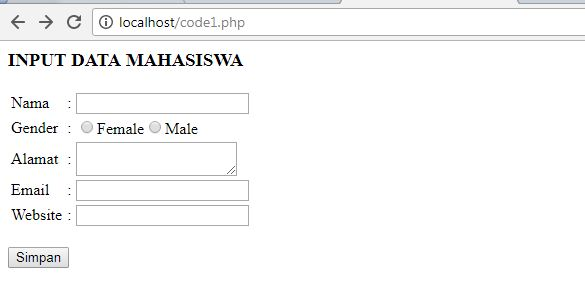 localhost/code1.php
INPUT DATA MAHASISWA
Nama :
Gender : Female Male
Alamat :
Email :
Website :
Simpan